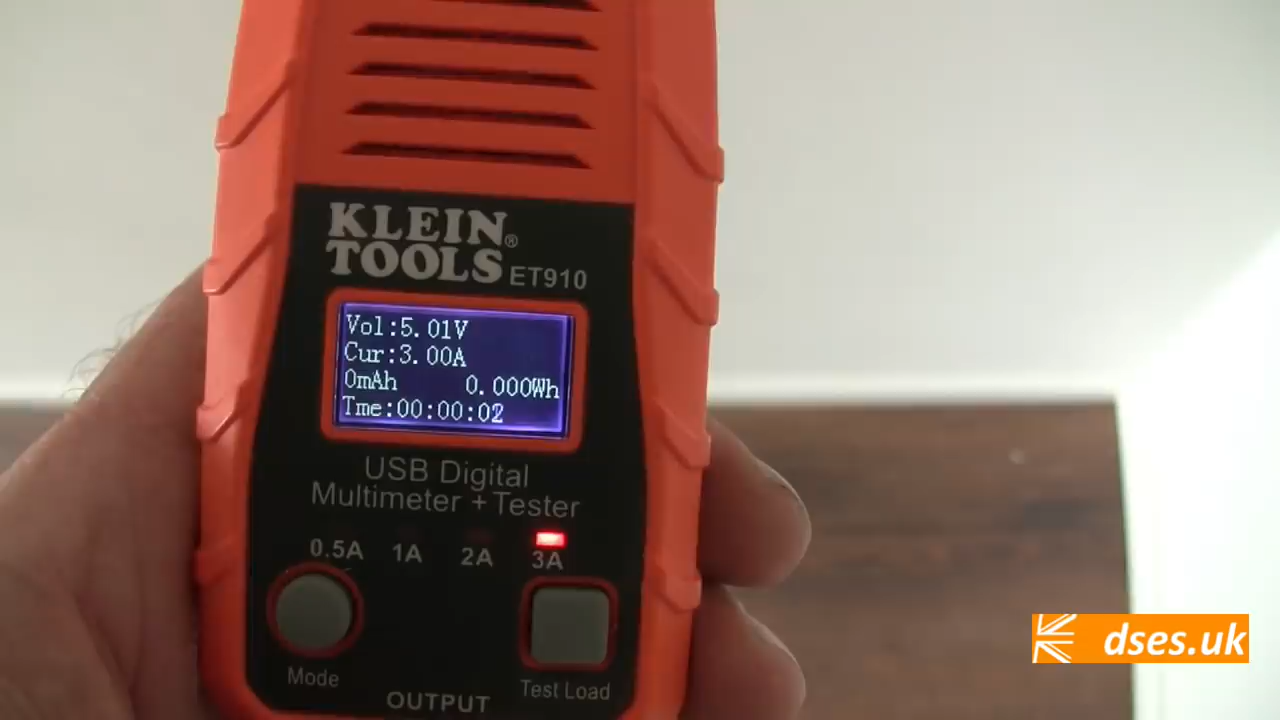 KLEIN
TOOLS® ET910
Vol:5.01V
Cur:3.00A
0mAh 0.000Wh
Tme:00:00:02
USB Digital
Multimeter + Tester
0.5A 1A 2A 3A
Mode
Test Load
OUTPUT
dses.uk